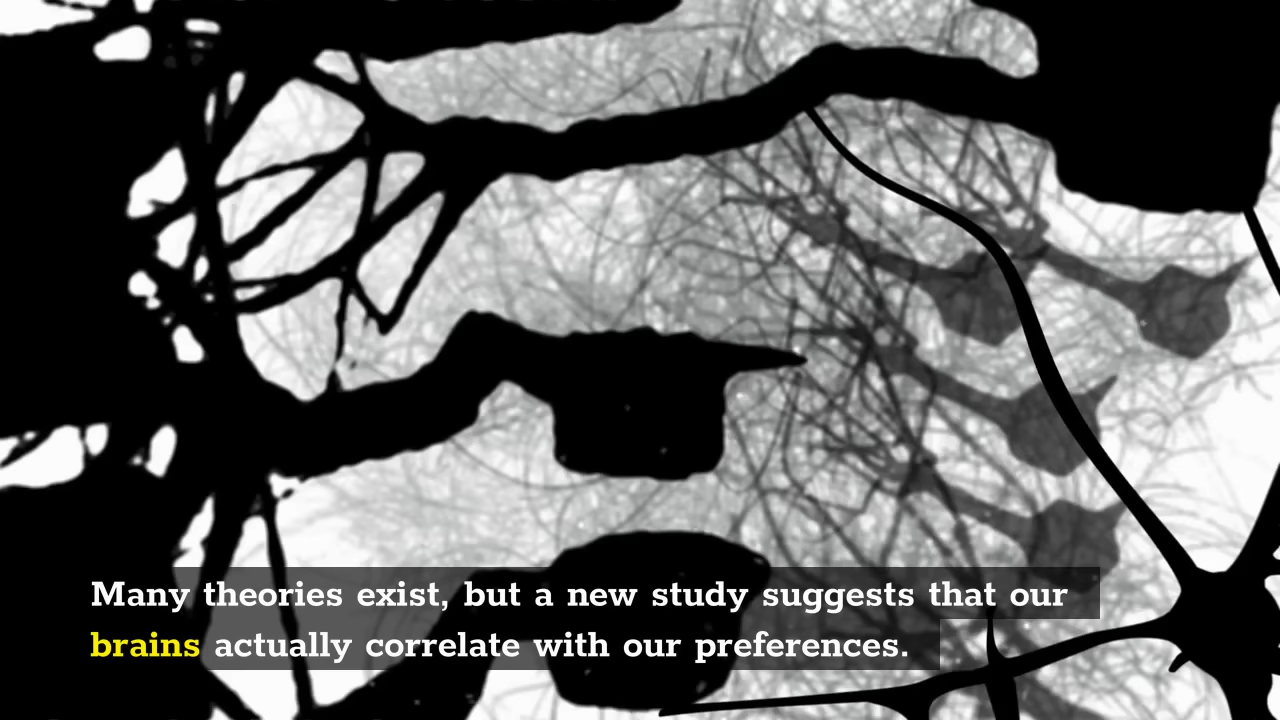 Many theories exist, but a new study suggests that our
brains actually correlate with our preferences.